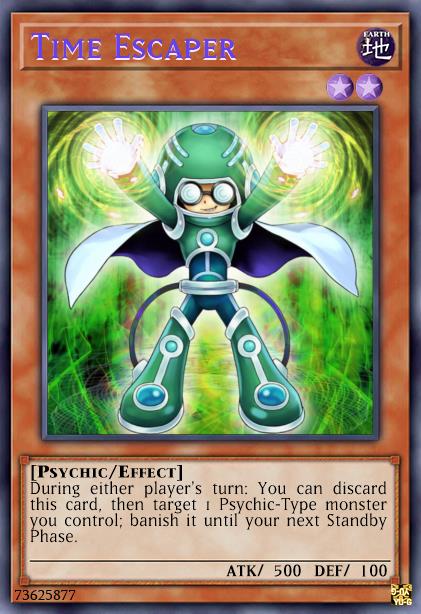 Time Escaper
EARTH
地
[Psychic/Effect]
During either player's turn: You can discard
this card, then target 1 Psychic-Type monster
you control; banish it until your next Standby
Phase.
ATK/ 500 DEF/ 100
73625877